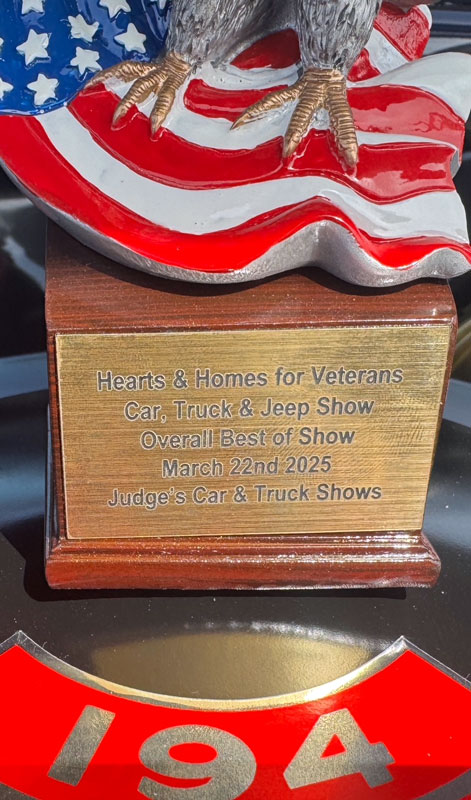 Hearts & Homes for Veterans
Car, Truck & Jeep Show
Overall Best of Show
March 22nd 2025
Judge's Car & Truck Shows
194